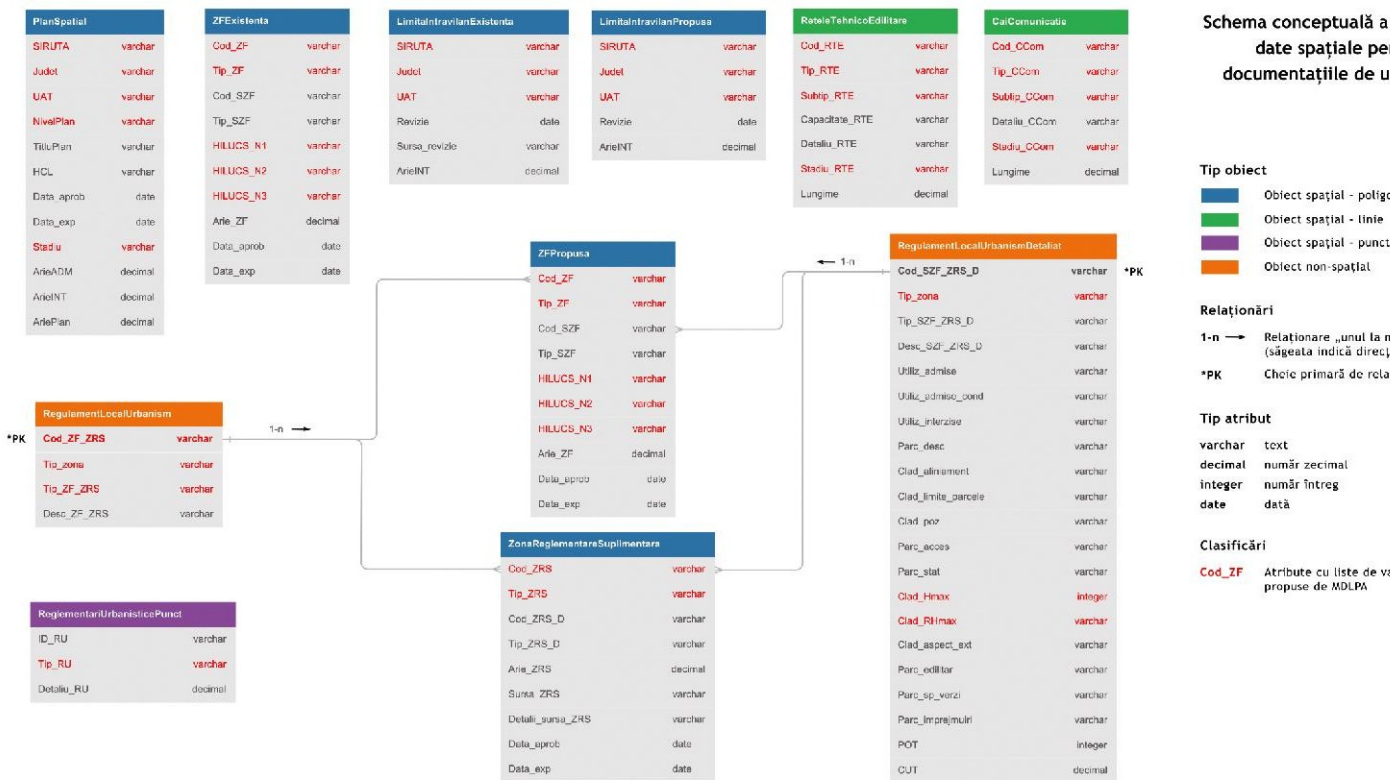 PlanSpatial
SIRUTA varchar
Judet varchar
UAT varchar
NivelPlan varchar
TitluPlan varchar
HCL varchar
Data_aprob date
Data_exp date
Stadiu varchar
ArieADM decimal
ArieINT decimal
AriePlan decimal
ZFExistenta
Cod_ZF varchar
Tip_ZF varchar
Cod_SZF varchar
Tip_SZF varchar
HILUCS_N1 varchar
HILUCS_N2 varchar
HILUCS_N3 varchar
Arie_ZF decimal
Data_aprob date
Data_exp date
LimitaIntravilanExistenta
SIRUTA varchar
Judet varchar
UAT varchar
Revizie date
Sursa_revizie varchar
ArieINT decimal
LimitaIntravilanPropusa
SIRUTA varchar
Judet varchar
UAT varchar
Revizie date
ArieINT decimal
ReteleTehnicoEdilitare
Cod_RTE varchar
Tip_RTE varchar
Subtip_RTE varchar
Capacitate_RTE varchar
Detaliu_RTE varchar
Stadiu_RTE varchar
Lungime decimal
CaiComunicatie
Cod_CCom varchar
Tip_CCom varchar
Subtip_CCom varchar
Detaliu_CCom varchar
Stadiu_CCom varchar
Lungime decimal
Schema conceptuală a
date spațiale pe
documentațiile de u
Tip obiect
Obiect spațial - poligo
Obiect spațial - linie
Obiect spațial - punct
Obiect non-spațial
Relaționări
1-n Relaționare „unul la
(săgeata indică direcț
*PK Cheie primară de rela
Tip atribut
varchar text
decimal număr zecimal
integer număr întreg
date dată
Clasificări
Cod_ZF Atribute cu liste de va
propuse de MDLPA
ZFPropusa
Cod_ZF varchar
Tip_ZF varchar
Cod_SZF varchar
Tip_SZF varchar
HILUCS_N1 varchar
HILUCS_N2 varchar
HILUCS_N3 varchar
Arie_ZF decimal
Data_aprob date
Data_exp date
1-n
RegulamentLocalUrbanismDetaliat
Cod_SZF_ZRS_D varchar *PK
Tip_zona varchar
Tip_SZF_ZRS_D varchar
Desc_SZF_ZRS_D varchar
Utiliz_admise varchar
Utiliz_admise_cond varchar
Utiliz_interzise varchar
Parc_desc varchar
Clad_aliniament varchar
Clad_limite_parcele varchar
Clad_poz varchar
Parc_acces varchar
Parc_stat varchar
Clad_Hmax integer
Clad_RHmax varchar
Clad_aspect_ext varchar
Parc_edilitar varchar
Parc_sp_verzi varchar
Parc_imprejmuiri varchar
POT integer
CUT decimal
RegulamentLocalUrbanism
*PK Cod_ZF_ZRS varchar
Tip_zona varchar
Tip_ZF_ZRS varchar
Desc_ZF_ZRS varchar
1-n
ZonaReglementareSuplimentara
Cod_ZRS varchar
Tip_ZRS varchar
Cod_ZRS_D varchar
Tip_ZRS_D varchar
Arie_ZRS decimal
Sursa_ZRS varchar
Detalii_sursa_ZRS varchar
Data_aprob date
Data_exp date
ReglementariUrbanisticePunct
ID_RU varchar
Tip_RU varchar
Detaliu_RU decimal